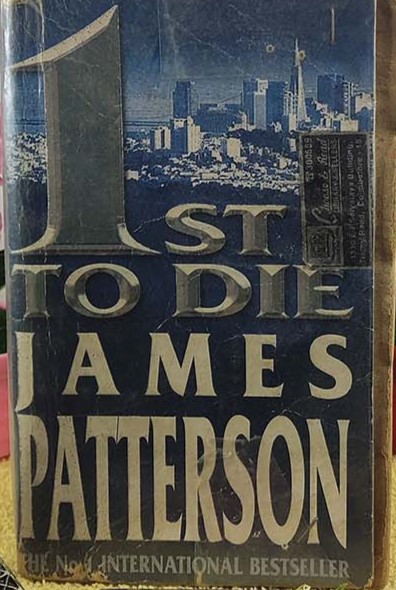 1ST
TO DIE
JAMES
PATTERSON
THE No.1 INTERNATIONAL BESTSELLER